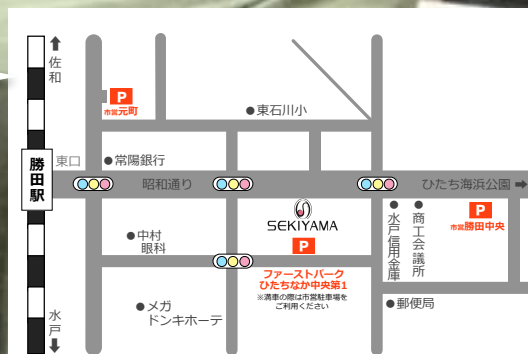 佐和
P
市営元町
東石川小
東口
常陽銀行
勝田駅
昭和通り
ひたち海浜公園
SEKIYAMA
P
水戸信用金庫
商工会議所
P
市営勝田中央
中村
眼科
ファーストパーク
ひたちなか中央第1
※満車の際は市営駐車場を
ご利用ください
メガ
ドンキホーテ
郵便局
水戸